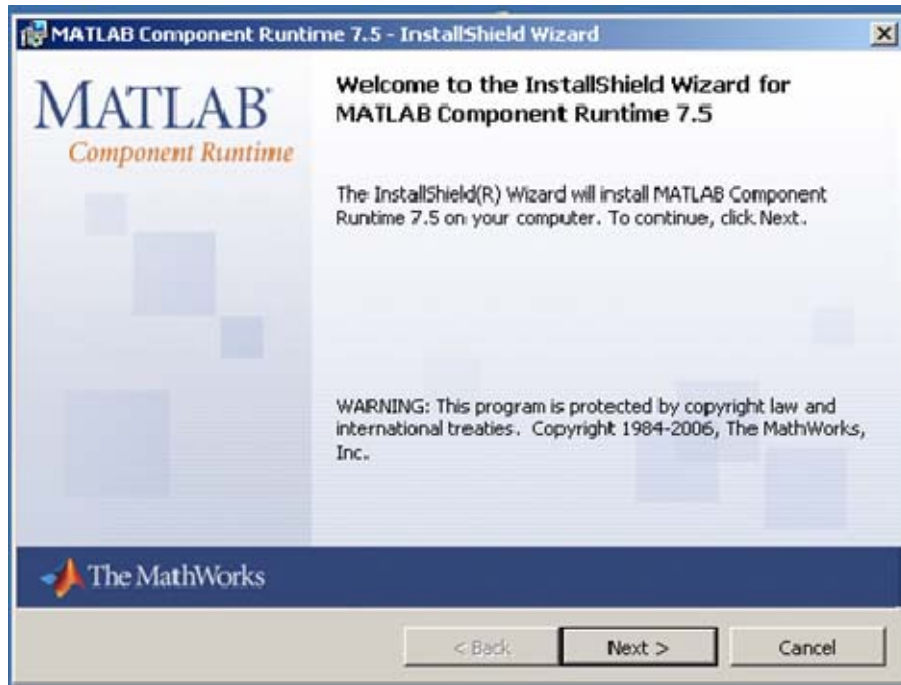 MATLAB Component Runtime 7.5 - InstallShield Wizard
MATLAB®
Component Runtime
Welcome to the InstallShield Wizard for
MATLAB Component Runtime 7.5
The InstallShield(R) Wizard will install MATLAB Component
Runtime 7.5 on your computer. To continue, click Next.
WARNING: This program is protected by copyright law and
international treaties. Copyright 1984-2006, The MathWorks,
Inc.
The MathWorks
< Back
Next >
Cancel